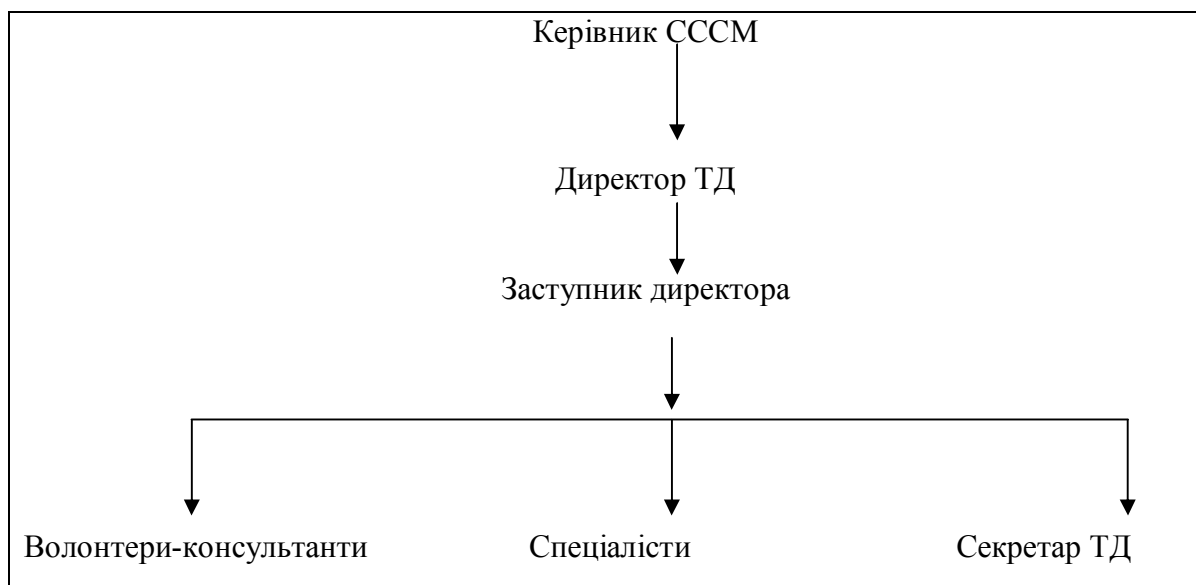 Керівник СССМ
Директор ТД
Заступник директора
Волонтери-консультанти Спеціалісти Секретар ТД